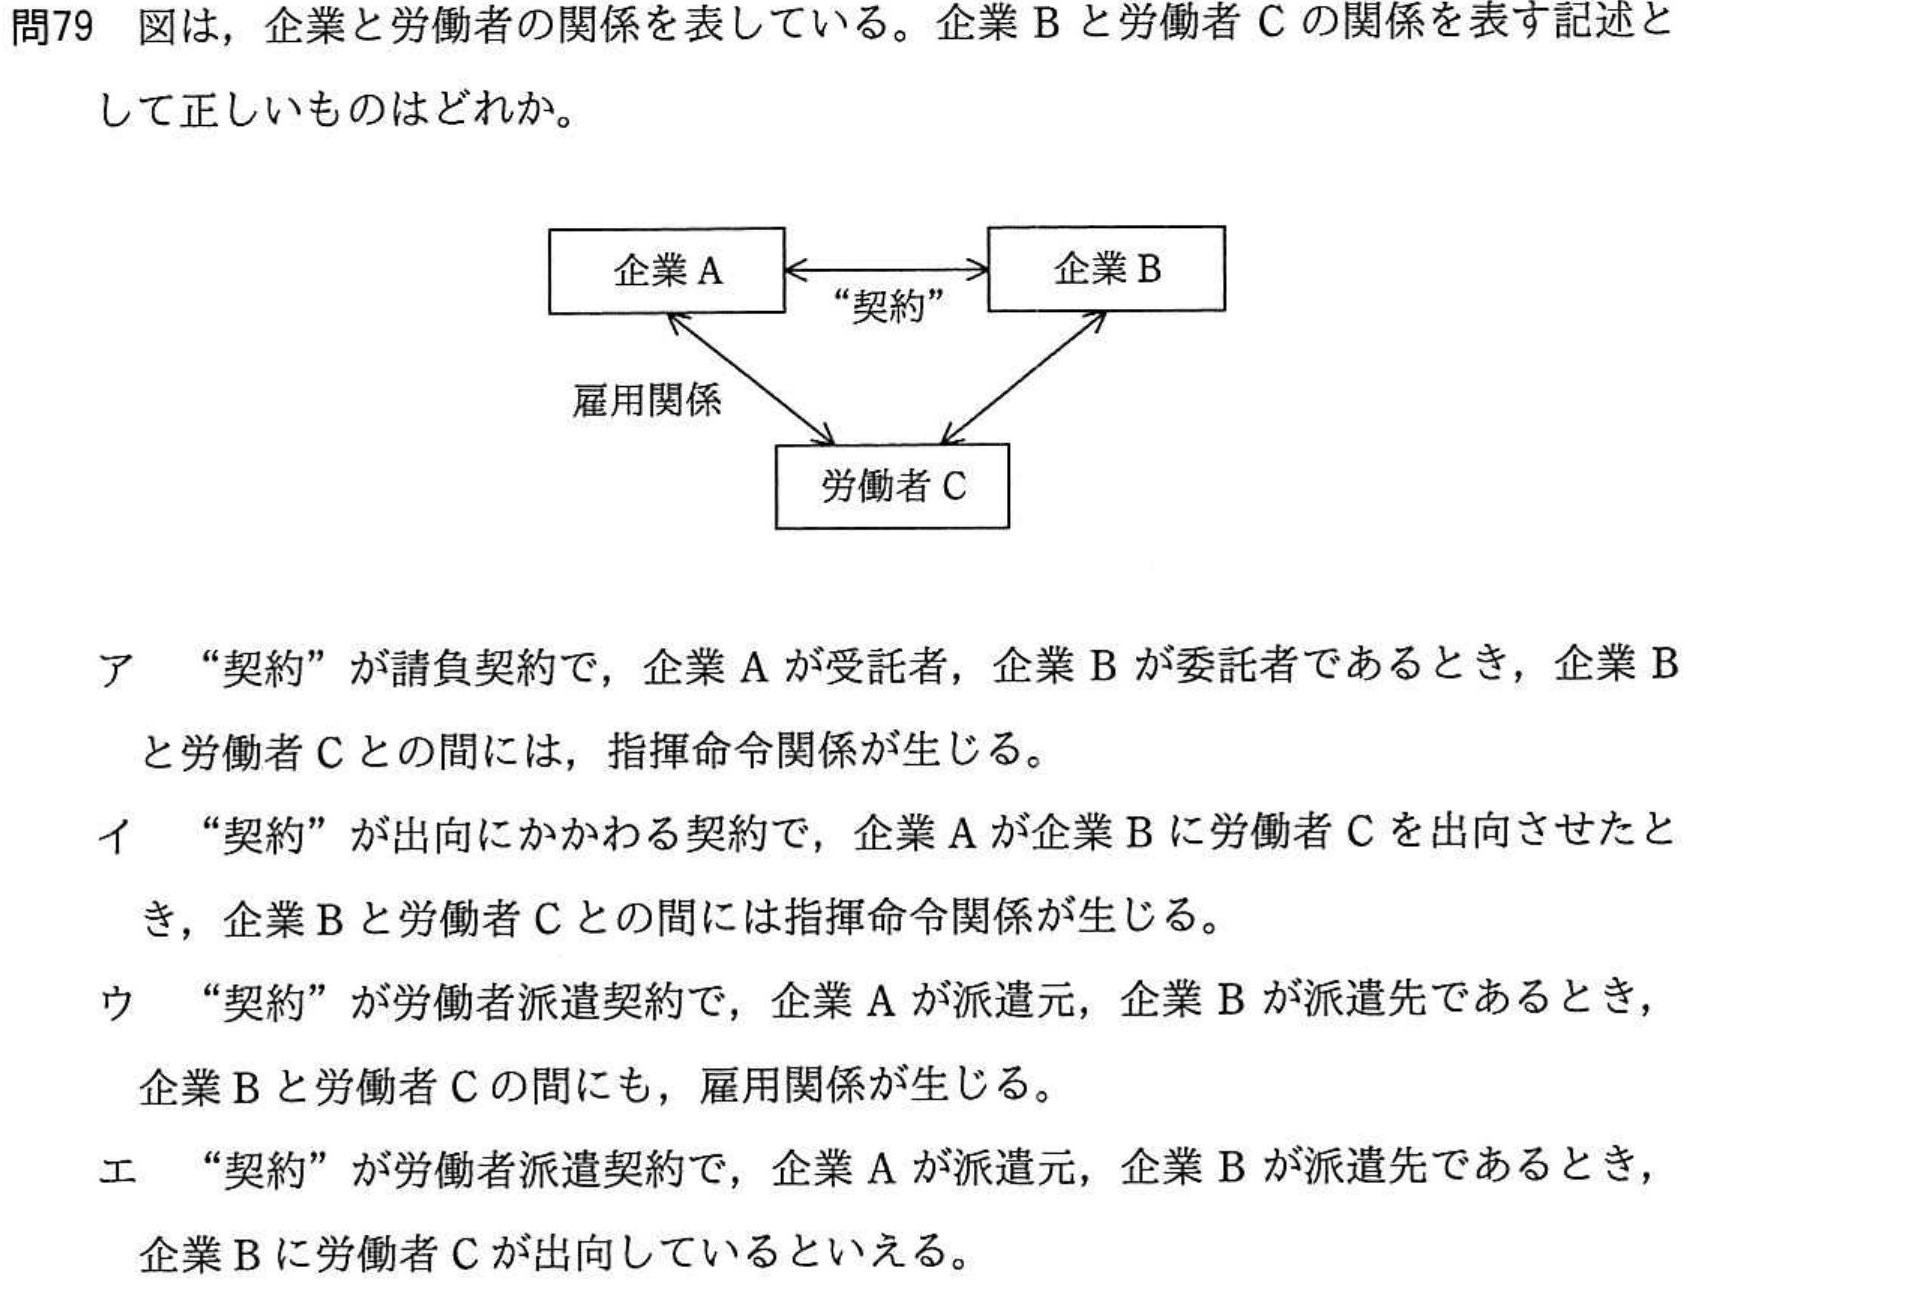 問79　図は，企業と労働者の関係を表している。企業 B と労働者 C の関係を表す記述と
して正しいものはどれか。
企業 A
企業 B
“契約”
雇用関係
労働者 C
ア　“契約”が請負契約で，企業 A が受託者，企業 B が委託者であるとき，企業 B
と労働者 C との間には，指揮命令関係が生じる。
イ　“契約”が出向にかかわる契約で，企業 A が企業 B に労働者 C を出向させたと
き，企業 B と労働者 C との間には指揮命令関係が生じる。
ウ　“契約”が労働者派遣契約で，企業 A が派遣元，企業 B が派遣先であるとき，
企業 B と労働者 C の間にも，雇用関係が生じる。
エ　“契約”が労働者派遣契約で，企業 A が派遣元，企業 B が派遣先であるとき，
企業 B に労働者 C が出向しているといえる。